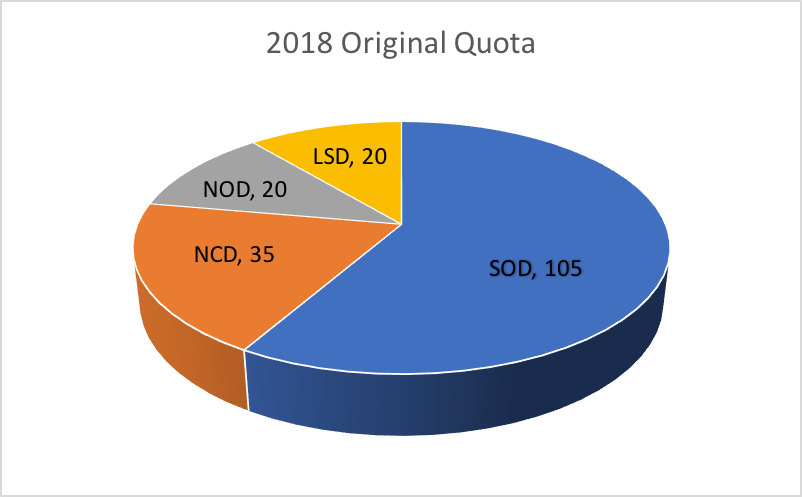 2018 Original Quota
LSD, 20
NOD, 20
NCD, 35
SOD, 105